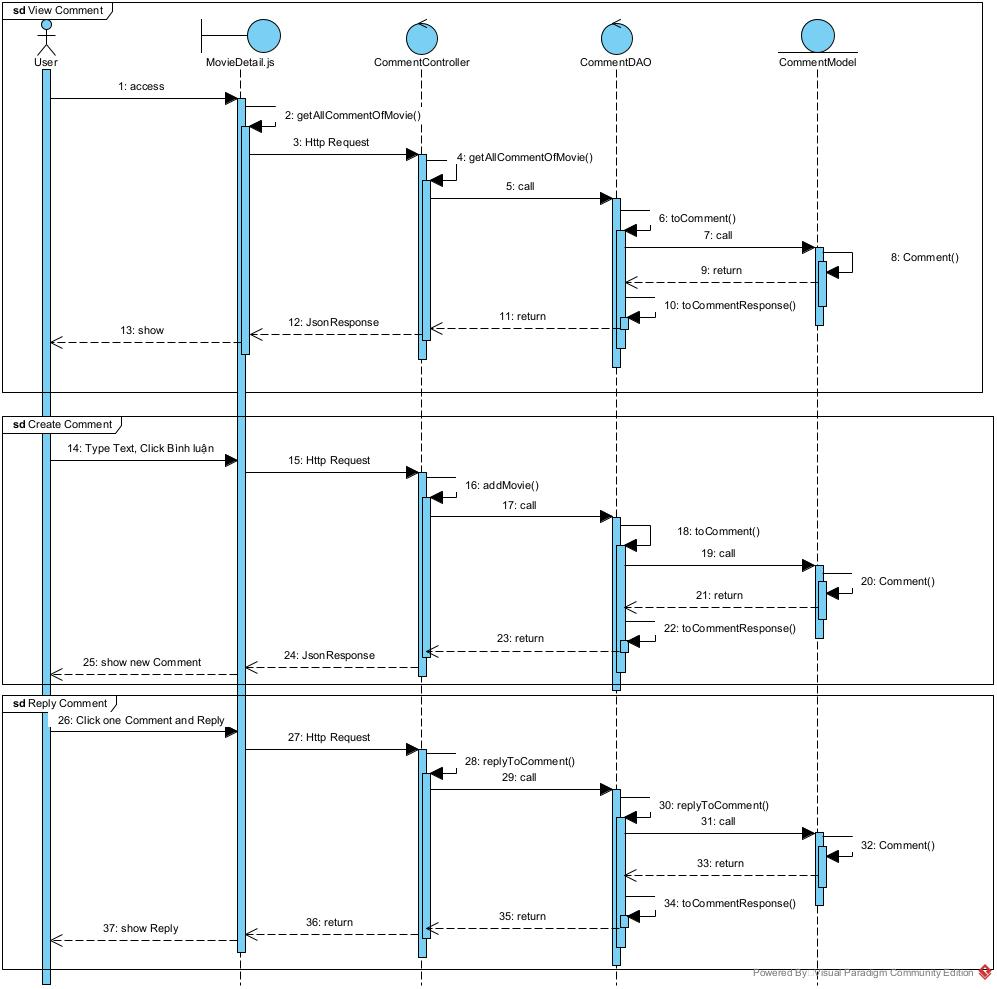 sd View Comment
User
MovieDetail.js
CommentController
CommentDAO
CommentModel
1: access
2: getAllCommentOfMovie()
3: Http Request
4: getAllCommentOfMovie()
5: call
6: toComment()
7: call
8: Comment()
9: return
10: toCommentResponse()
11: return
12: JsonResponse
13: show
sd Create Comment
14: Type Text, Click Bình luận
15: Http Request
16: addMovie()
17: call
18: toComment()
19: call
20: Comment()
21: return
22: toCommentResponse()
23: return
24: JsonResponse
25: show new Comment
sd Reply Comment
26: Click one Comment and Reply
27: Http Request
28: replyToComment()
29: call
30: replyToComment()
31: call
32: Comment()
33: return
34: toCommentResponse()
35: return
36: return
37: show Reply
Powered By: Visual Paradigm Community Edition